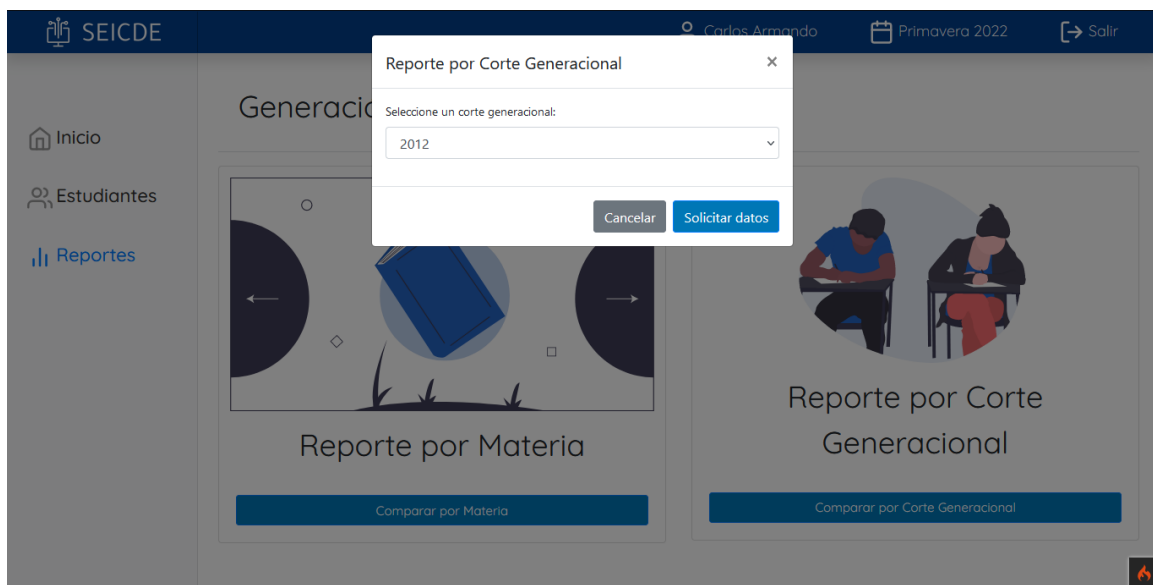 SEICDE
Carlos Armando
Primavera 2022
Salir
Reporte por Corte Generacional
×
Seleccione un corte generacional:
2012
Cancelar
Solicitar datos
Inicio
Estudiantes
Reportes
Reporte por Materia
Comparar por Materia
Reporte por Corte
Generacional
Comparar por Corte Generacional